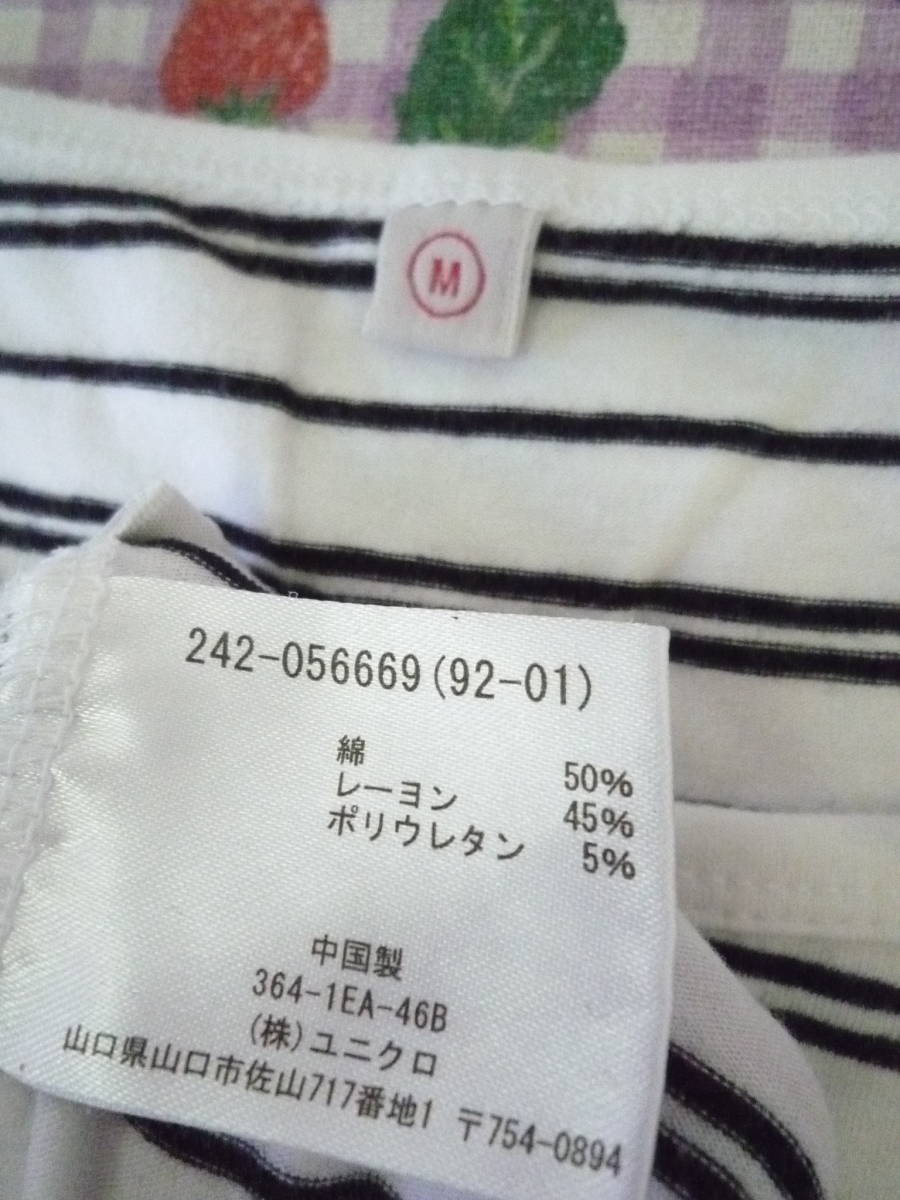 M
242-056669(92-01)
綿 50%
レーヨン 45%
ポリウレタン 5%
中国製
364-1EA-46B
(株)ユニクロ
山口県山口市佐山717番地1 〒754-0894